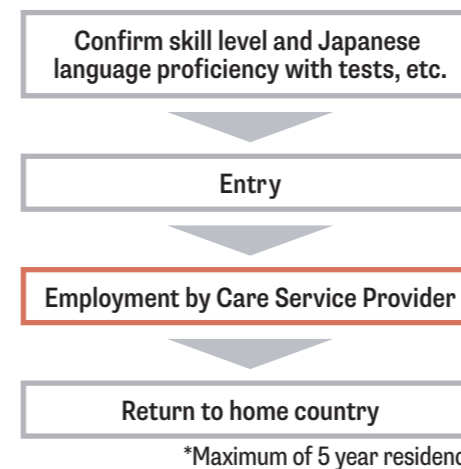 Confirm skill level and Japanese
language proficiency with tests, etc.
Entry
Employment by Care Service Provider
Return to home country
*Maximum of 5 year residenc